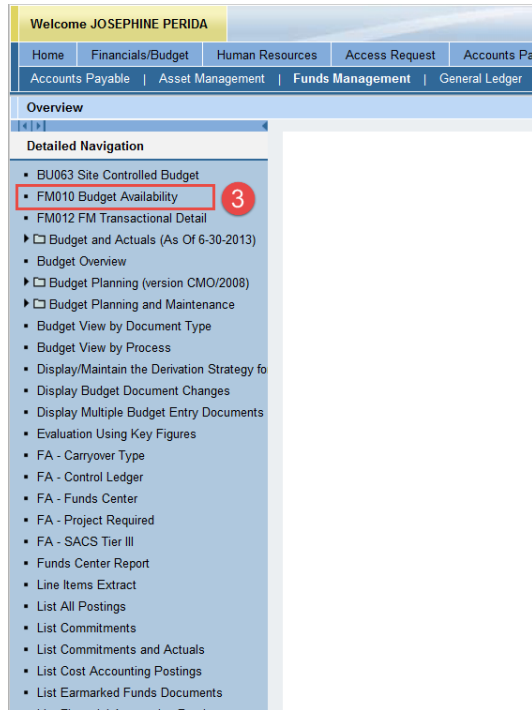 Welcome JOSEPHINE PERIDA
Home Financials/Budget Human Resources Access Request Accounts Pa
Accounts Payable | Asset Management | Funds Management | General Ledger
Overview
Detailed Navigation
BU063 Site Controlled Budget
FM010 Budget Availability 3
FM012 FM Transactional Detail
Budget and Actuals (As Of 6-30-2013)
Budget Overview
Budget Planning (version CMO/2008)
Budget Planning and Maintenance
Budget View by Document Type
Budget View by Process
Display/Maintain the Derivation Strategy fo
Display Budget Document Changes
Display Multiple Budget Entry Documents
Evaluation Using Key Figures
FA - Carryover Type
FA - Control Ledger
FA - Funds Center
FA - Project Required
FA - SACS Tier III
Funds Center Report
Line Items Extract
List All Postings
List Commitments
List Commitments and Actuals
List Cost Accounting Postings
List Earmarked Funds Documents